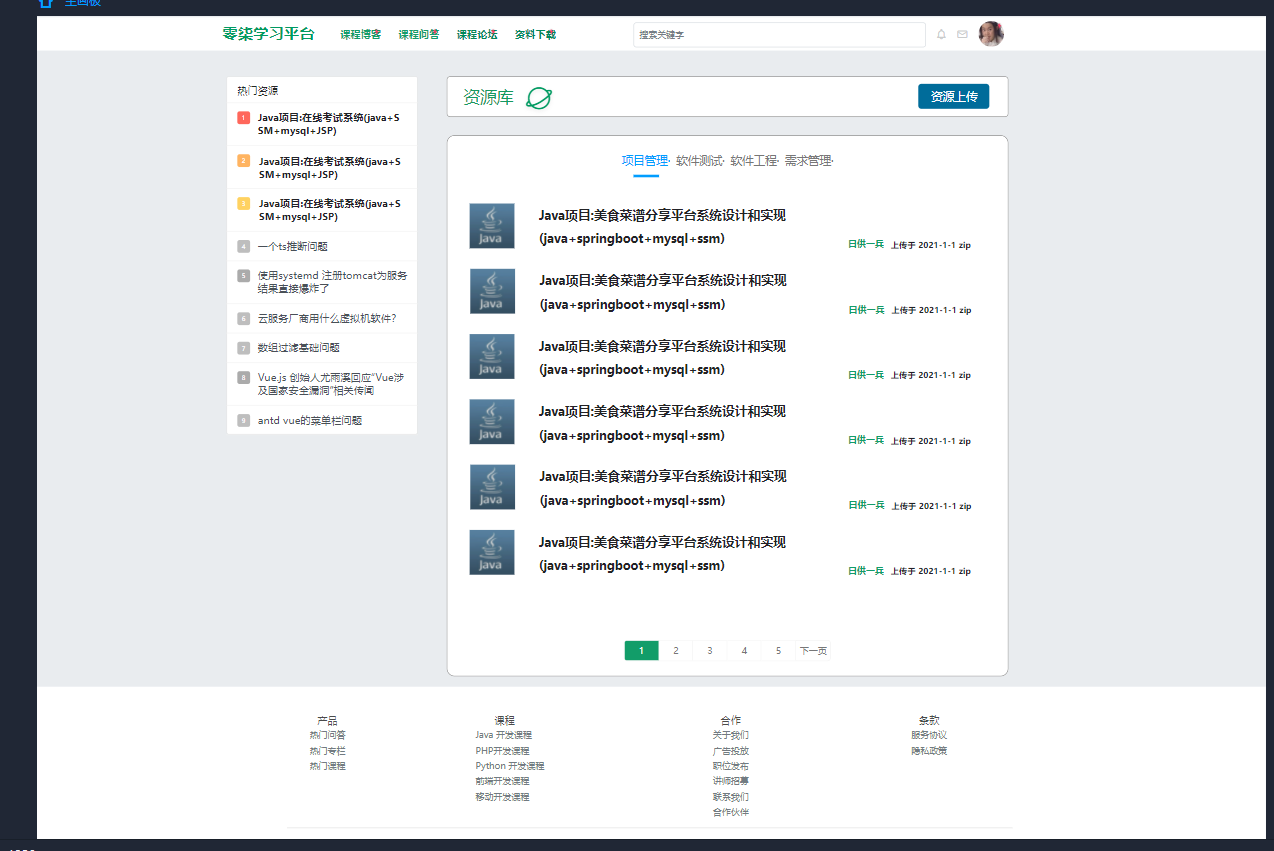 主画板
零柒学习平台
课程博客 课程问答 课程论坛 资料下载
搜索关键字
热门资源
1 Java项目:在线考试系统(java+S
SM+mysql+JSP)
2 Java项目:在线考试系统(java+S
SM+mysql+JSP)
3 Java项目:在线考试系统(java+S
SM+mysql+JSP)
4 一个ts推断问题
5 使用systemd 注册tomcat为服务
结果直接爆炸了
6 云服务厂商用什么虚拟机软件?
7 数组过滤基础问题
8 Vue.js 创始人尤雨溪回应“Vue涉
及国家安全漏洞”相关传闻
9 antd vue的菜单栏问题
资源库
资源上传
项目管理· 软件测试· 软件工程· 需求管理·
Java
Java项目:美食菜谱分享平台系统设计和实现
(java+springboot+mysql+ssm)
日供一兵 上传于 2021-1-1 zip
Java
Java项目:美食菜谱分享平台系统设计和实现
(java+springboot+mysql+ssm)
日供一兵 上传于 2021-1-1 zip
Java
Java项目:美食菜谱分享平台系统设计和实现
(java+springboot+mysql+ssm)
日供一兵 上传于 2021-1-1 zip
Java
Java项目:美食菜谱分享平台系统设计和实现
(java+springboot+mysql+ssm)
日供一兵 上传于 2021-1-1 zip
Java
Java项目:美食菜谱分享平台系统设计和实现
(java+springboot+mysql+ssm)
日供一兵 上传于 2021-1-1 zip
Java
Java项目:美食菜谱分享平台系统设计和实现
(java+springboot+mysql+ssm)
日供一兵 上传于 2021-1-1 zip
1 2 3 4 5 下一页
产品
热门问答
热门专栏
热门课程
课程
Java 开发课程
PHP开发课程
Python 开发课程
前端开发课程
移动开发课程
合作
关于我们
广告投放
职位发布
讲师招募
联系我们
合作伙伴
条款
服务协议
隐私政策